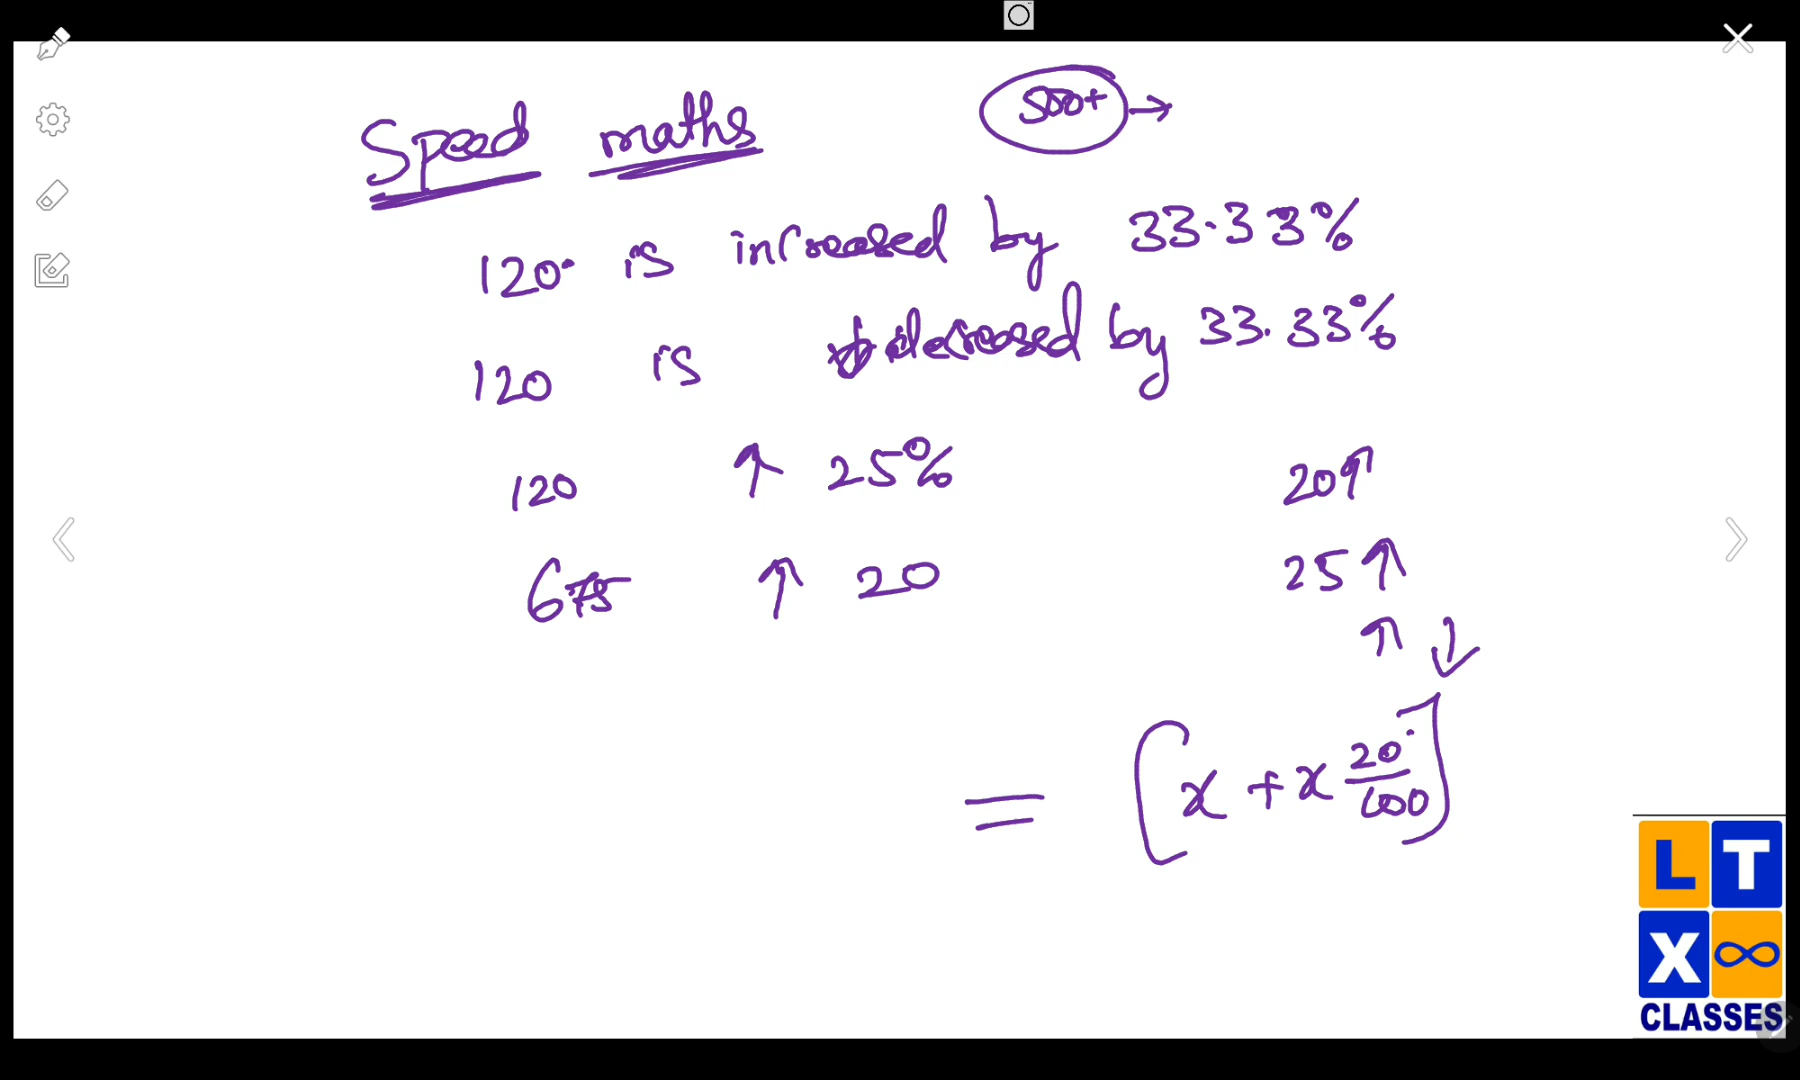 Speed maths
500+ →
120 is increased by 33.33%
120 is decreased by 33.33%
120 ↑ 25% 20↑
675 ↑ 20 25↑
↑ ↓
= [x + x 20/100]
LT
X∞
CLASSES